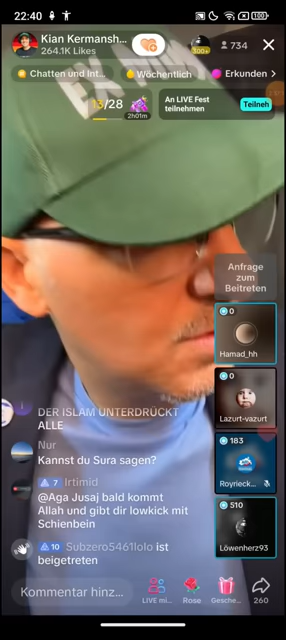 22:40
100
Kian Kermansh...
264.1K Likes
200+
734
Chatten und Int...
Wöchentlich
Erkunden
13/28
2h01m
An LIVE Fest
teilnehmen
Teilneh
Anfrage
zum
Beitreten
0
Hamad_hh
0
Lazurt-vazurt
183
Royrieck...
510
Löwenherz93
DER ISLAM UNTERDRÜCKT
ALLE
Nur
Kannst du Sura sagen?
7 Irtimid
@Aga Jusaj bald kommt
Allah und gibt dir lowkick mit
Schienbein
10 Subzero5461lolo ist
beigetreten
Kommentar hinz...
LIVE mi...
Rose
Gesche...
260